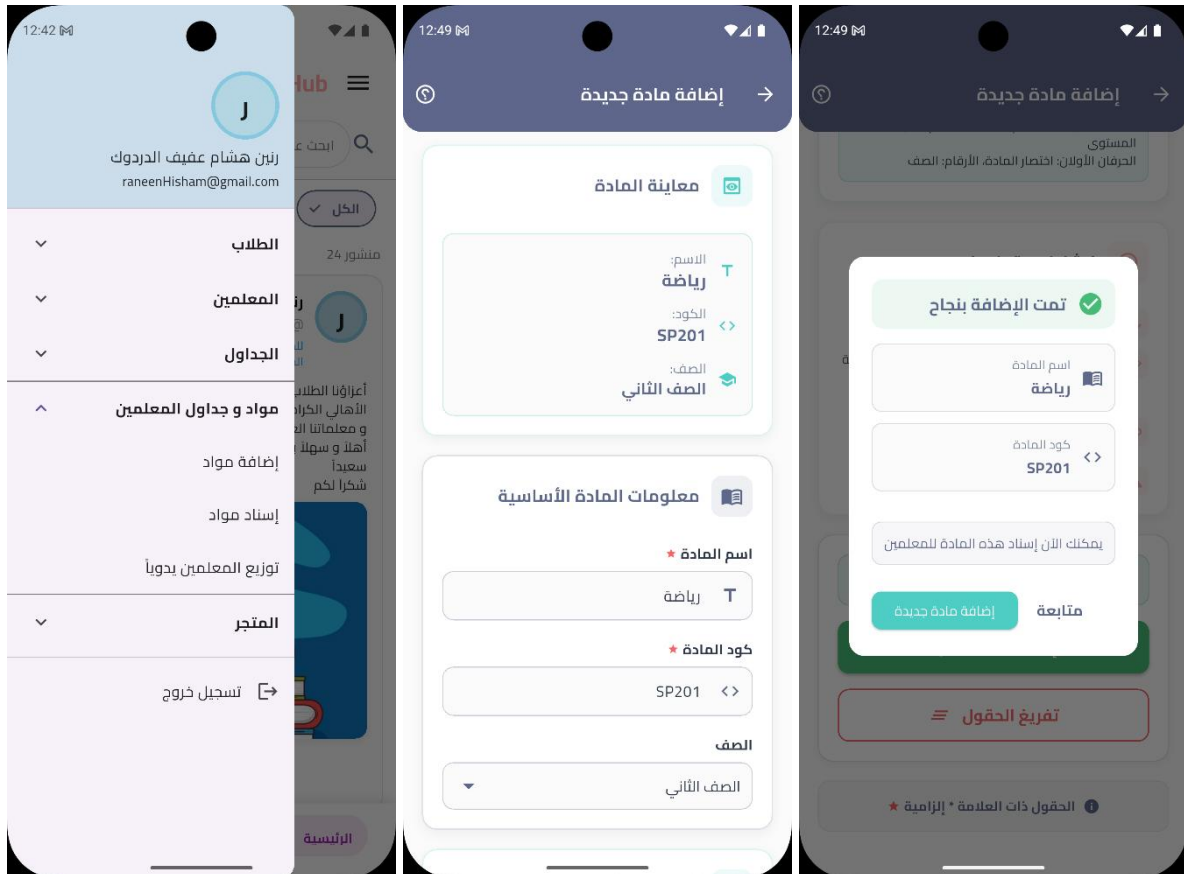 12:42
Hub
ر
رنين هشام عفيف الدردوك
raneenHisham@gmail.com
ابحث
الكل
منشور 24
الطلاب
المعلمين
الجداول
مواد و جداول المعلمين
إضافة مواد
إسناد مواد
توزيع المعلمين يدوياً
المتجر
تسجيل خروج
ر
أعزاؤنا الطلاب
الأهالي الكرام
و معلماتنا
أهلاً و سهلاً
سعيداً
شكرا لكم
الرئيسية
12:49
إضافة مادة جديدة
معاينة المادة
الاسم:
رياضة
الكود:
SP201
الصف:
الصف الثاني
معلومات المادة الأساسية
اسم المادة *
رياضة
كود المادة *
SP201
الصف
الصف الثاني
12:49
إضافة مادة جديدة
المستوى
الحرفان الأولان: اختصار المادة، الأرقام: الصف
تمت الإضافة بنجاح
اسم المادة
رياضة
كود المادة
SP201
يمكنك الآن إسناد هذه المادة للمعلمين
متابعة
إضافة مادة جديدة
تفريغ الحقول
الحقول ذات العلامة * إلزامية *